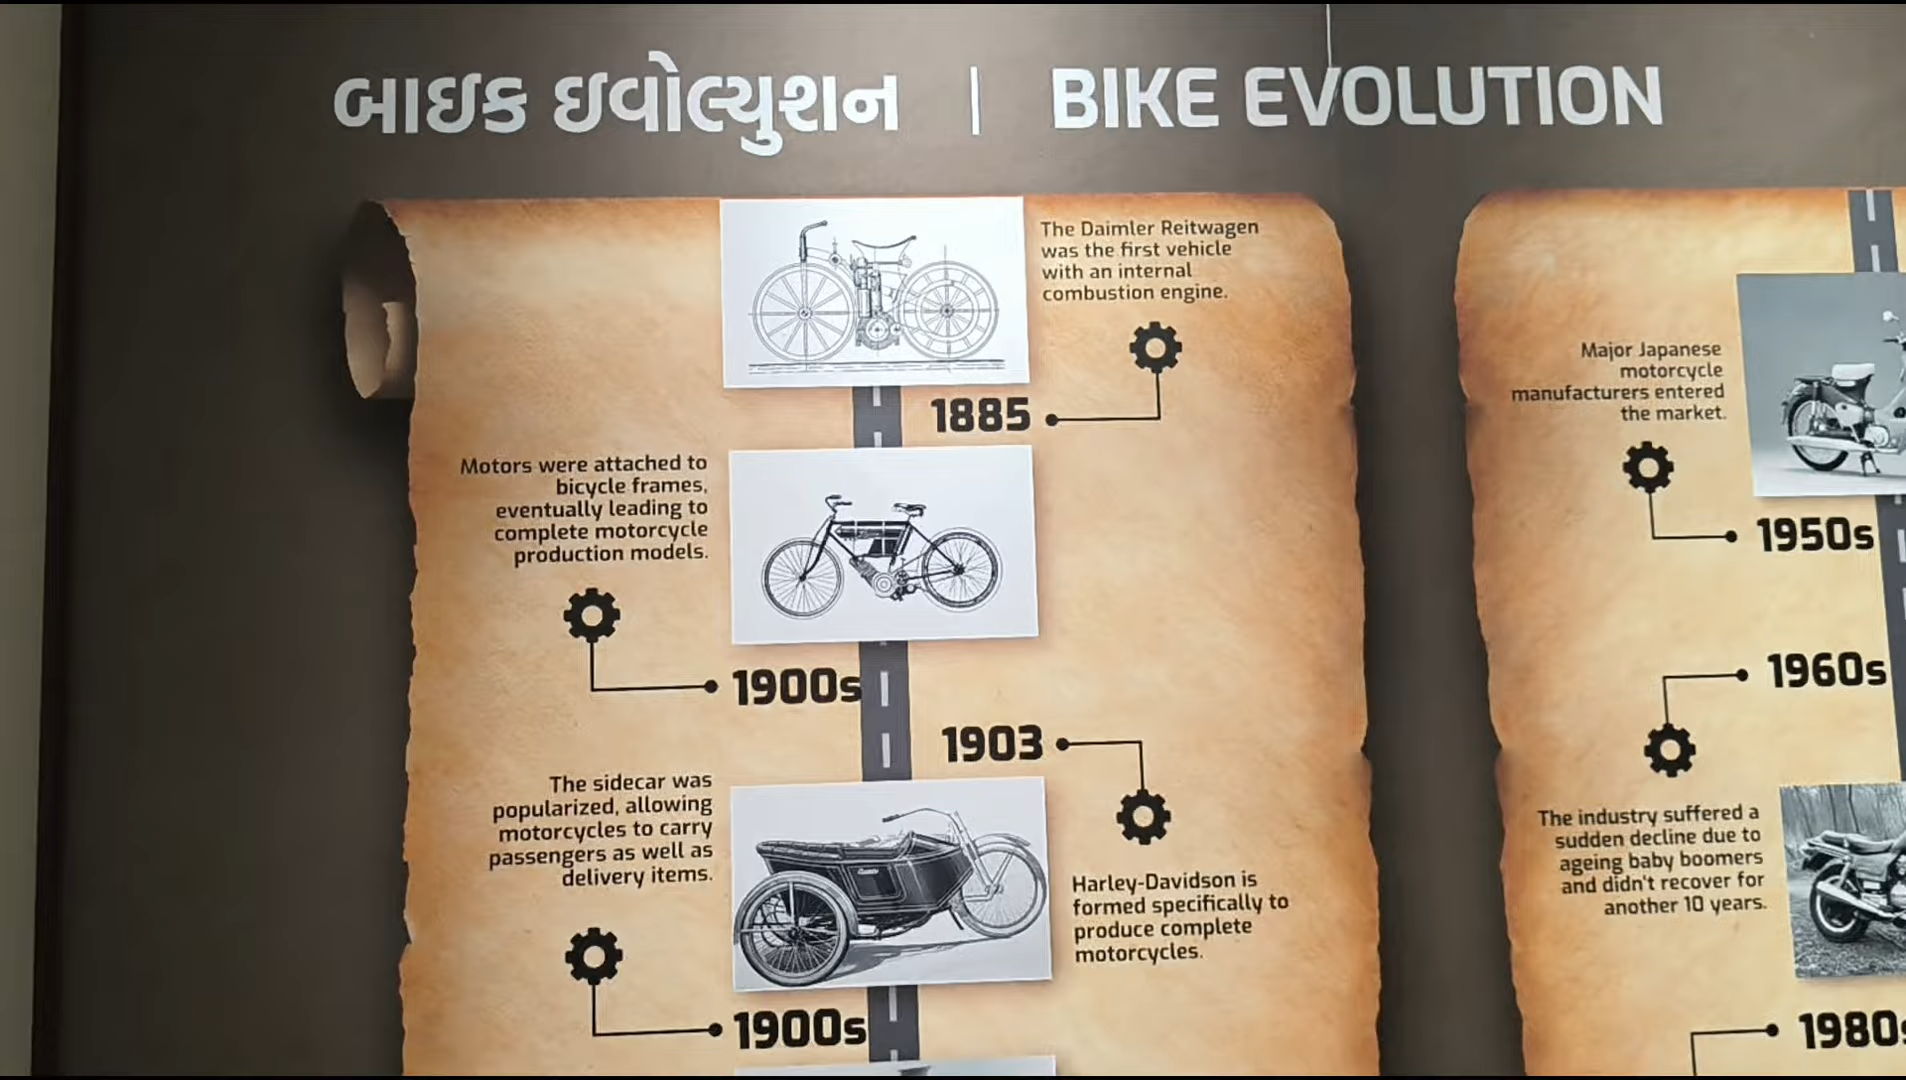 બાઇક ઇવોલ્યુશન | BIKE EVOLUTION
The Daimler Reitwagen
was the first vehicle
with an internal
combustion engine.
1885
Motors were attached to
bicycle frames,
eventually leading to
complete motorcycle
production models.
1900s
1903
Harley-Davidson is
formed specifically to
produce complete
motorcycles.
The sidecar was
popularized, allowing
motorcycles to carry
passengers as well as
delivery items.
1900s
Major Japanese
motorcycle
manufacturers entered
the market.
1950s
1960s
The industry suffered a
sudden decline due to
ageing baby boomers
and didn't recover for
another 10 years.
1980s